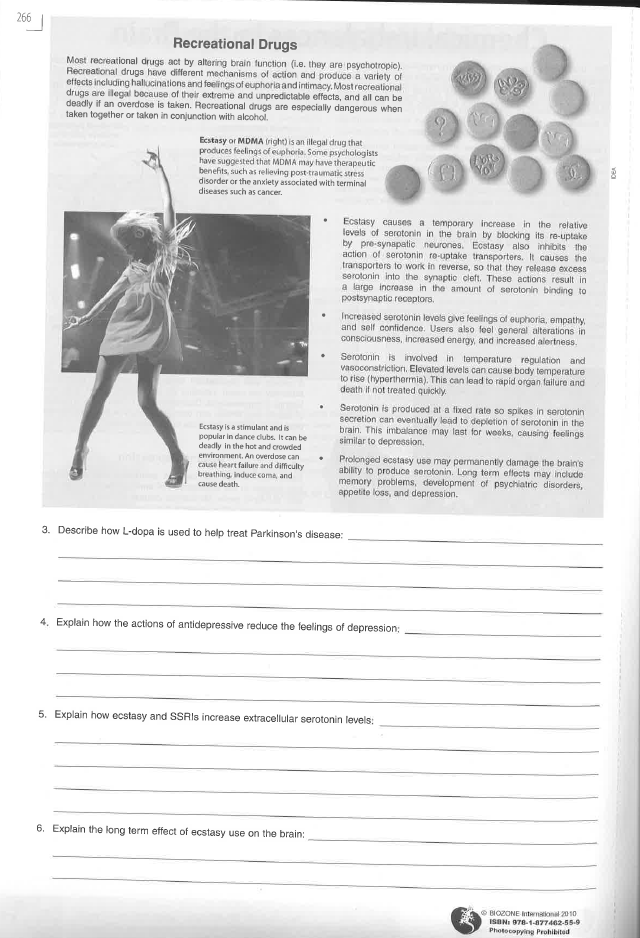 266
Recreational Drugs
Most recreational drugs act by altering brain function (i.e. they are psychotropic).
Recreational drugs have different mechanisms of action and produce a variety of
effects including hallucinations and feelings of euphoria and intimacy. Most recreational
drugs are illegal because of their extreme and unpredictable effects, and all can be
deadly if an overdose is taken. Recreational drugs are especially dangerous when
taken together or taken in conjunction with alcohol.
Ecstasy or MDMA (right) is an illegal drug that
produces feelings of euphoria. Some psychologists
have suggested that MDMA may have therapeutic
benefits, such as relieving post-traumatic stress
disorder or the anxiety associated with terminal
diseases such as cancer.
• Ecstasy causes a temporary increase in the relative
levels of serotonin in the brain by blocking its re-uptake
by pre-synapatic neurones. Ecstasy also inhibits the
action of serotonin re-uptake transporters. It causes the
transporters to work in reverse, so that they release excess
serotonin into the synaptic cleft. These actions result in
a large increase in the amount of serotonin binding to
postsynaptic receptors.
• Increased serotonin levels give feelings of euphoria, empathy,
and self confidence. Users also feel general alterations in
consciousness, increased energy, and increased alertness.
• Serotonin is involved in temperature regulation and
vasoconstriction. Elevated levels can cause body temperature
to rise (hyperthermia). This can lead to rapid organ failure and
death if not treated quickly.
• Serotonin is produced at a fixed rate so spikes in serotonin
secretion can eventually lead to depletion of serotonin in the
brain. This imbalance may last for weeks, causing feelings
similar to depression.
• Prolonged ecstasy use may permanently damage the brain's
ability to produce serotonin. Long term effects may include
memory problems, development of psychiatric disorders,
appetite loss, and depression.
Ecstasy is a stimulant and is
popular in dance clubs. It can be
deadly in the hot and crowded
environment. An overdose can
cause heart failure and difficulty
breathing, induce coma, and
cause death.
3. Describe how L-dopa is used to help treat Parkinson's disease:
4. Explain how the actions of antidepressive reduce the feelings of depression:
5. Explain how ecstasy and SSRIs increase extracellular serotonin levels:
6. Explain the long term effect of ecstasy use on the brain:
© BIOZONE International 2010
ISBN: 978-1-877462-55-9
Photocopying Prohibited